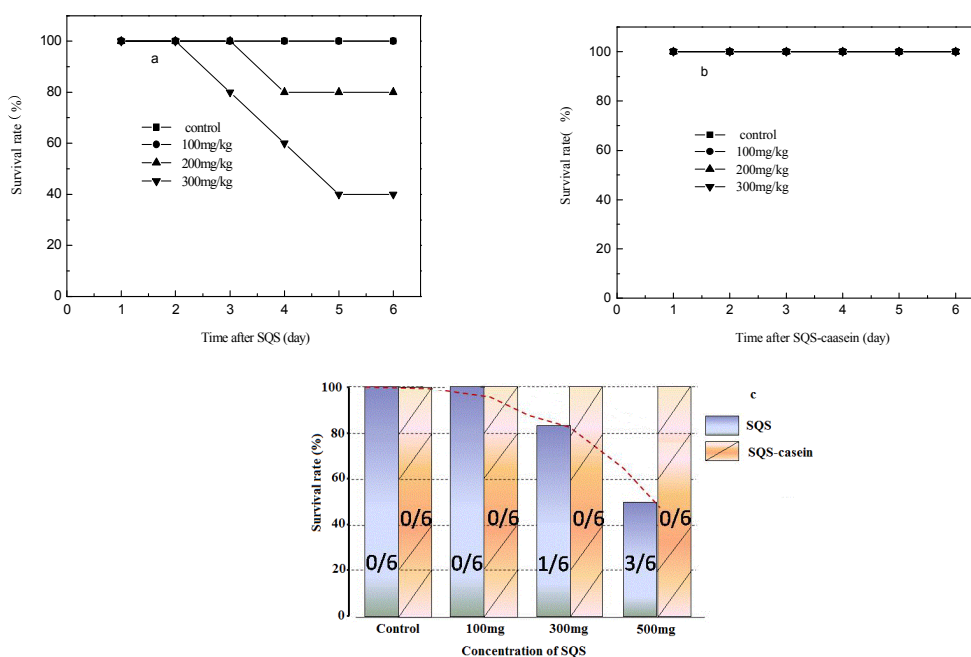 100
80
60
40
20
0
Survival rate (%)
a
control
100mg/kg
200mg/kg
300mg/kg
0 1 2 3 4 5 6
Time after SQS (day)
100
80
60
40
20
0
Survival rate( %)
b
control
100mg/kg
200mg/kg
300mg/kg
0 1 2 3 4 5 6
Time after SQS-caasein (day)
100
80
60
40
20
0
Survival rate (%)
c
SQS
SQS-casein
0/6 0/6 0/6 0/6 1/6 0/6 3/6 0/6
Control 100mg 300mg 500mg
Concentration of SQS